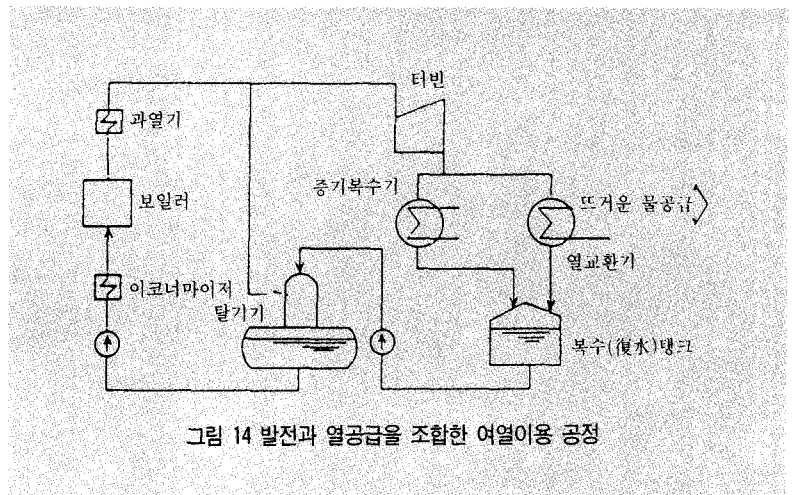 터빈
과열기
증기복수기
보일러
뜨거운 물공급
열교환기
이코너마이저
탈기기
복수(復水)탱크
그림 14 발전과 열공급을 조합한 여열이용 공정